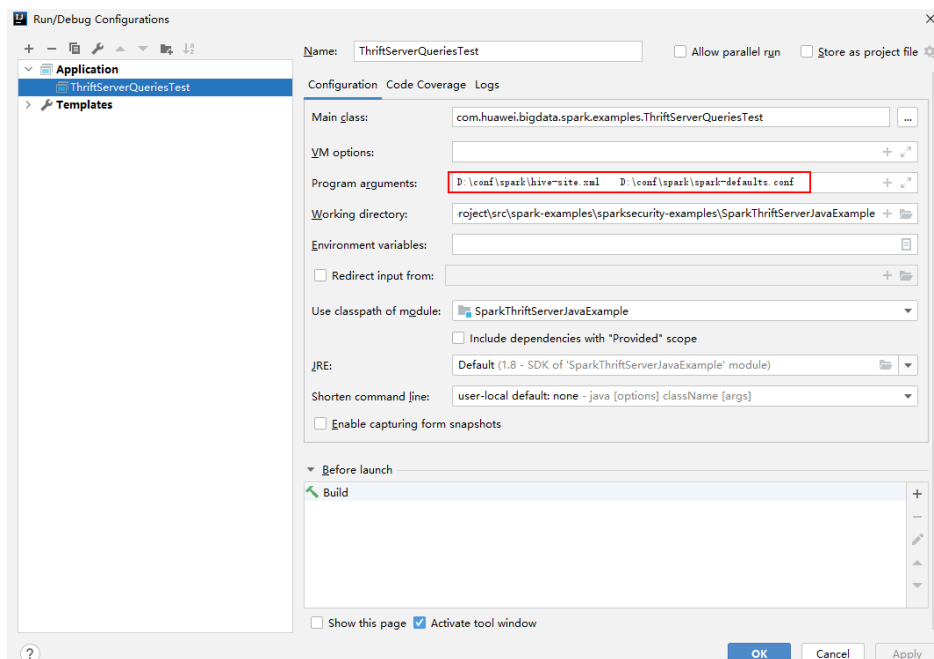 Run/Debug Configurations
Application
ThriftServerQueriesTest
Templates
Name: ThriftServerQueriesTest Allow parallel run Store as project file
Configuration Code Coverage Logs
Main class: com.huawei.bigdata.spark.examples.ThriftServerQueriesTest ...
VM options:
Program arguments: D:\conf\spark\hive-site.xml D:\conf\spark\spark-defaults.conf
Working directory: roject\src\spark-examples\sparksecurity-examples\SparkThriftServerJavaExample
Environment variables:
Redirect input from:
Use classpath of module: SparkThriftServerJavaExample
Include dependencies with "Provided" scope
JRE: Default (1.8 - SDK of 'SparkThriftServerJavaExample' module)
Shorten command line: user-local default: none - java [options] className [args]
Enable capturing form snapshots
Before launch
Build
Show this page Activate tool window
? OK Cancel Apply